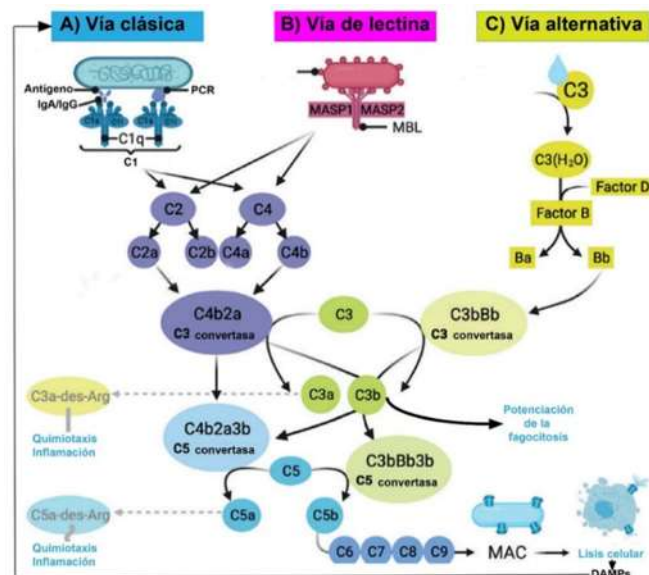 A) Vía clásica
B) Vía de lectina
C) Vía alternativa
Antígeno
IgA/IgG
PCR
C1q
C1
MASP1 MASP2
MBL
C3
C3(H₂O)
Factor D
Factor B
Ba
Bb
C2
C4
C2a
C2b
C4a
C4b
C4b2a
C3 convertasa
C3
C3bBb
C3 convertasa
C3a-des-Arg
C3a
C3b
Quimiotaxis
Inflamación
Potenciación
de la
fagocitosis
C4b2a3b
C5 convertasa
C3bBb3b
C5 convertasa
C5
C5a-des-Arg
C5a
C5b
Quimiotaxis
Inflamación
C6 C7 C8 C9
MAC
Lisis celular
DAMPs